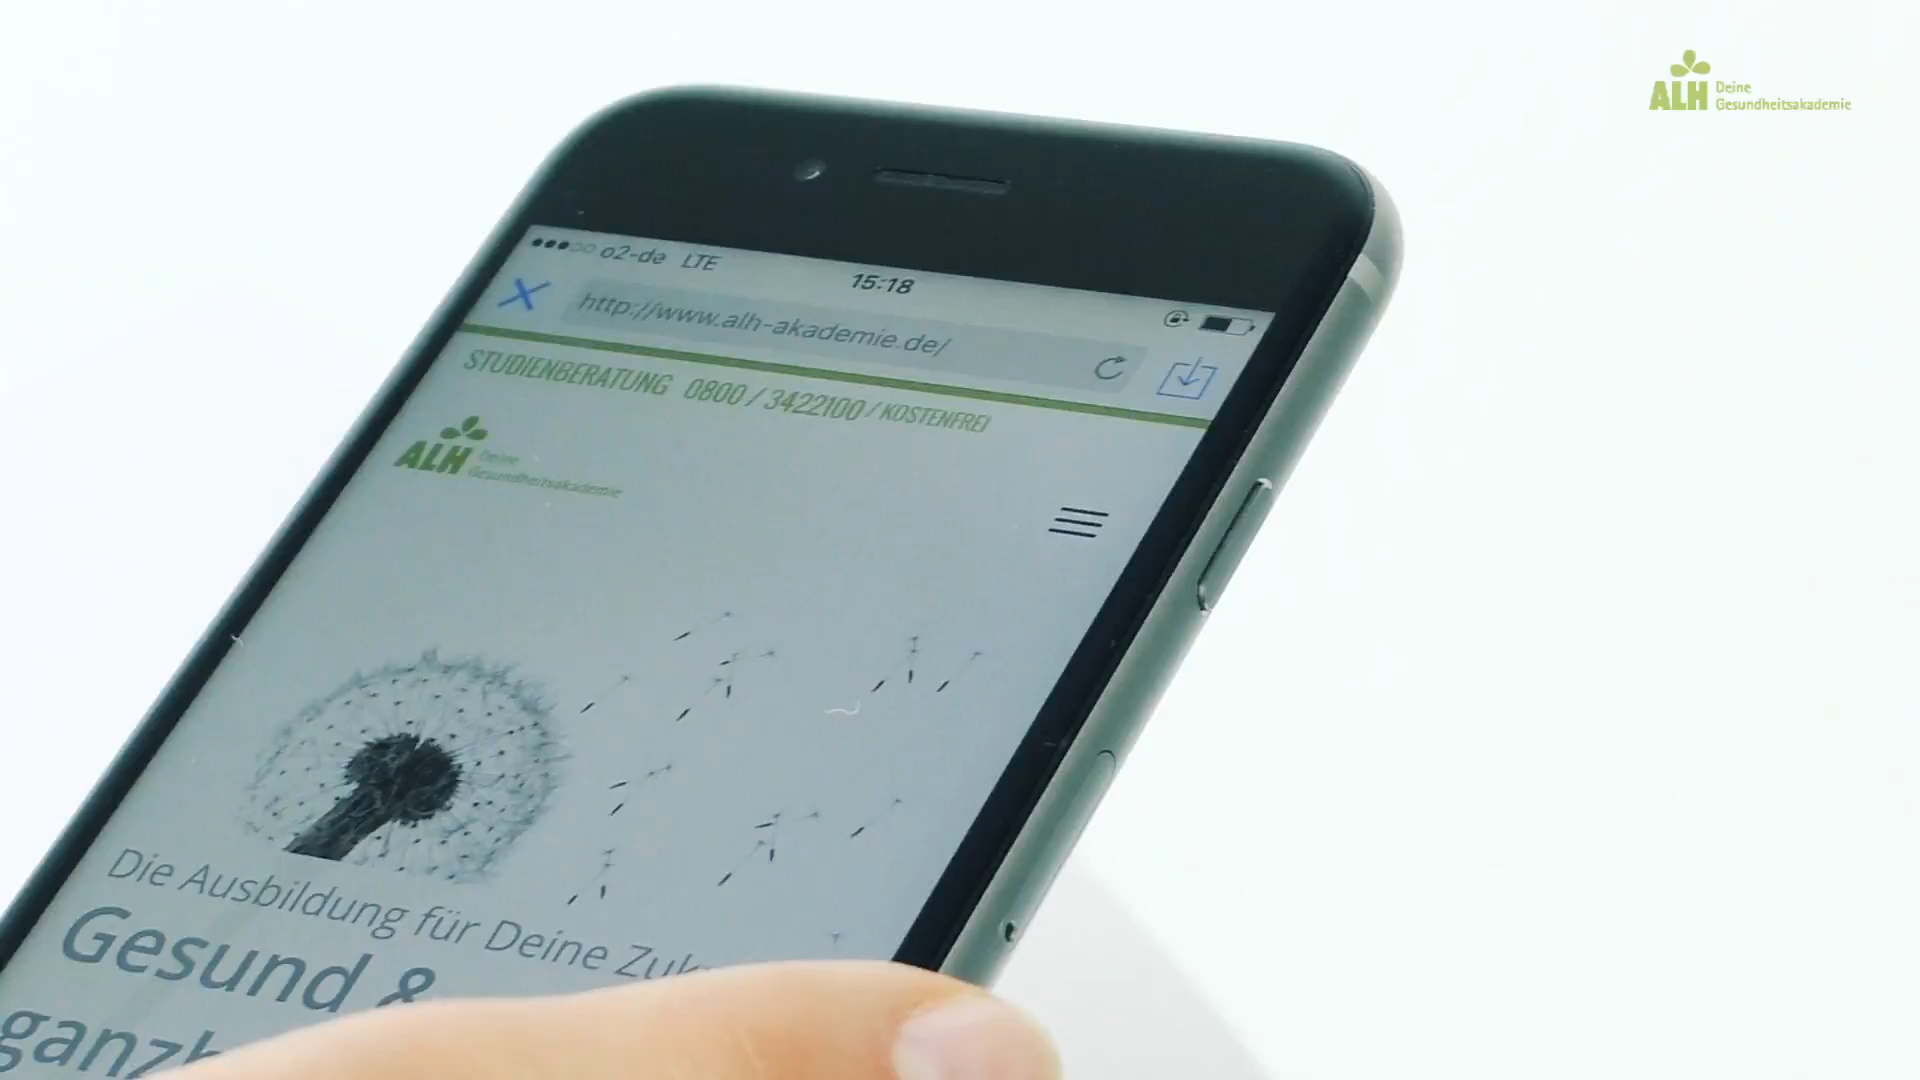 ALH Deine
Gesundheitsakademie
o2-de LTE
15:18
http://www.alh-akademie.de/
STUDIENBERATUNG 0800 / 3422100 / KOSTENFREI
ALH Deine
Gesundheitsakademie
Die Ausbildung für Deine
Gesund &